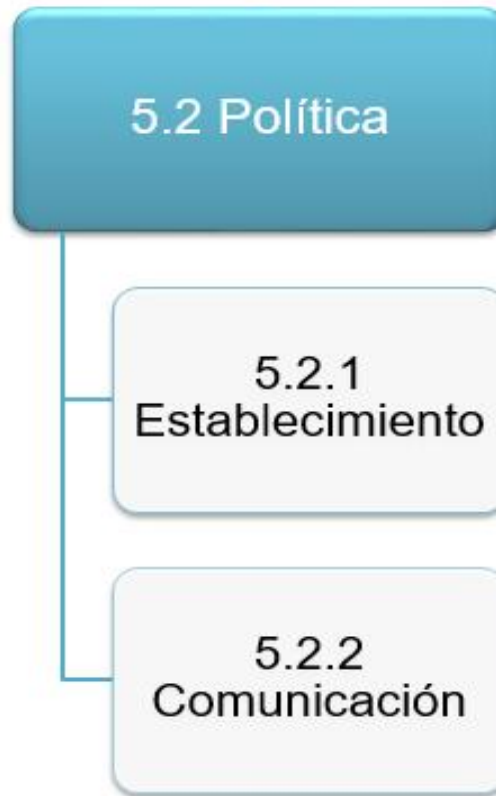 5.2 Política
5.2.1
Establecimiento
5.2.2
Comunicación